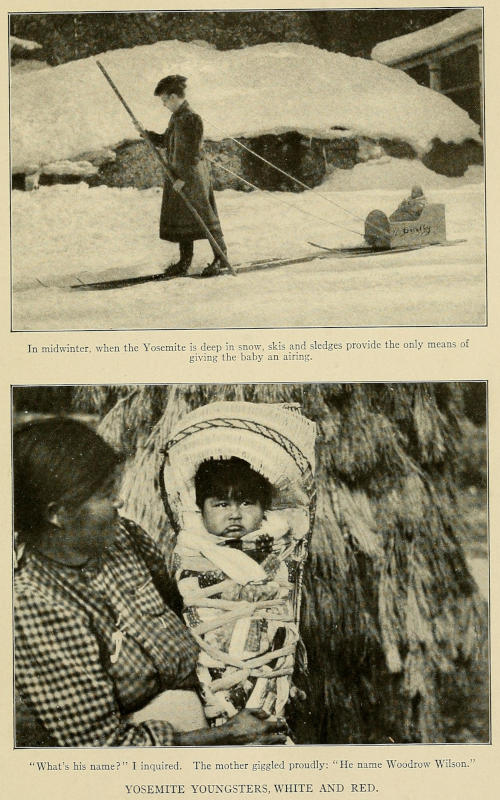 In midwinter, when the Yosemite is deep in snow, skis and sledges provide the only means of
giving the baby an airing.
"What's his name?" I inquired. The mother giggled proudly: "He name Woodrow Wilson."
YOSEMITE YOUNGSTERS, WHITE AND RED.